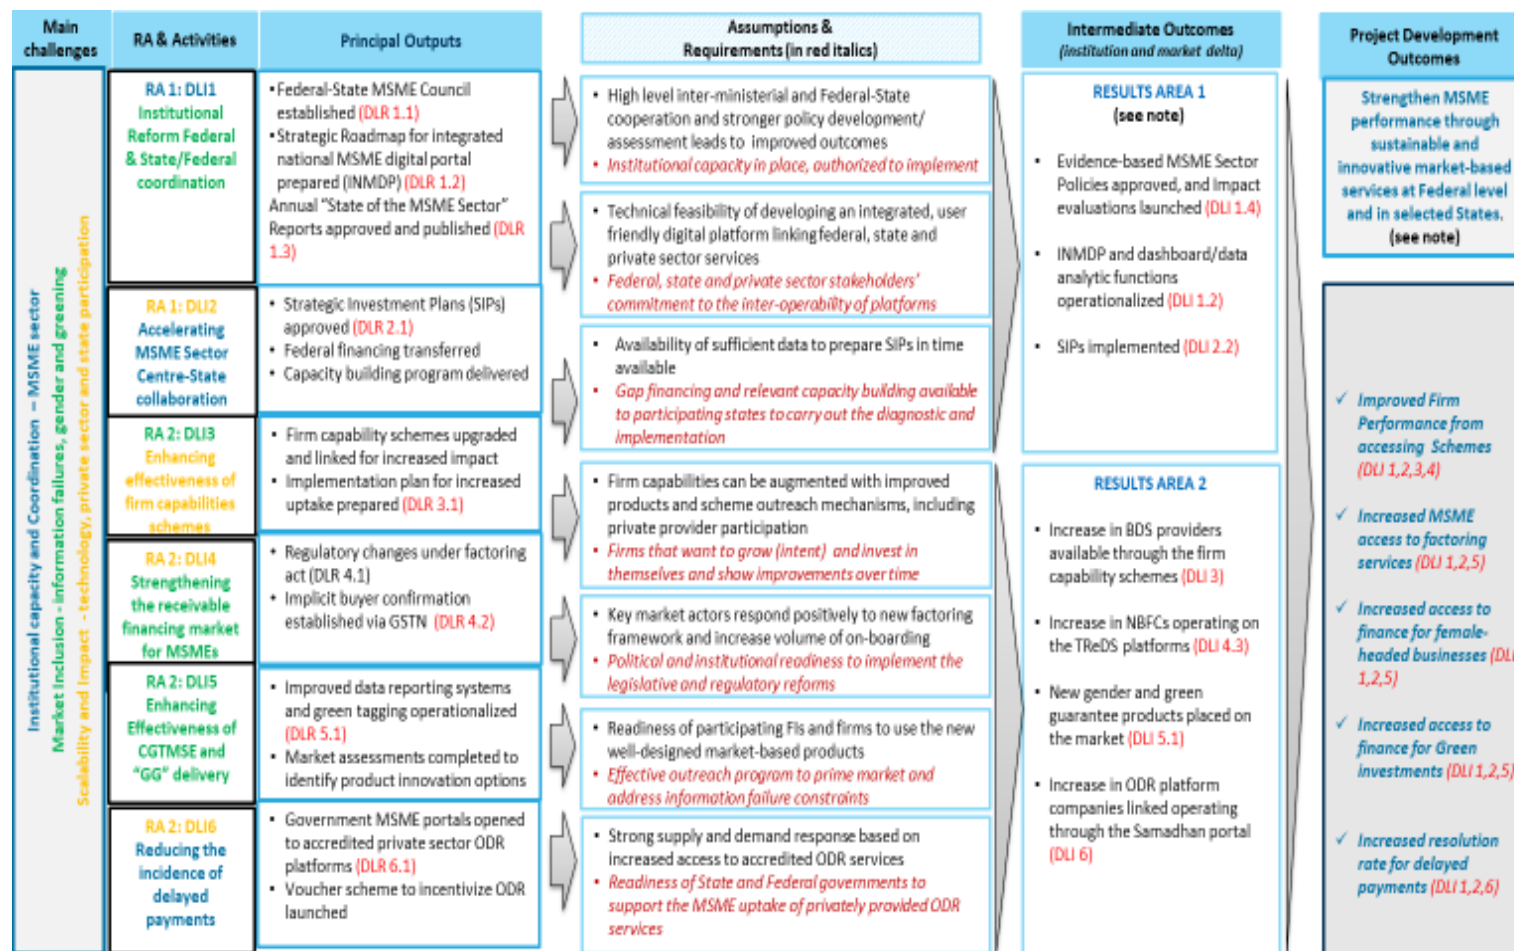 Main
challenges
RA & Activities
Principal Outputs
Assumptions &
Requirements (in red italics)
Intermediate Outcomes
(institution and market delta)
Project Development
Outcomes
Institutional capacity and Coordination – MSME sector
Market Inclusion - information failures, gender and greening
Scalability and Impact - technology, private sector and state participation
RA 1: DLI1
Institutional
Reform Federal
& State/Federal
coordination
RA 1: DLI2
Accelerating
MSME Sector
Centre-State
collaboration
RA 2: DLI3
Enhancing
effectiveness of
firm capabilities
schemes
RA 2: DLI4
Strengthening
the receivable
financing market
for MSMEs
RA 2: DLI5
Enhancing
Effectiveness of
CGTMSE and
"GG" delivery
RA 2: DLI6
Reducing the
incidence of
delayed
payments
• Federal-State MSME Council
established (DLR 1.1)
• Strategic Roadmap for integrated
national MSME digital portal
prepared (INMDP) (DLR 1.2)
Annual "State of the MSME Sector"
Reports approved and published (DLR
1.3)
• Strategic Investment Plans (SIPs)
approved (DLR 2.1)
• Federal financing transferred
• Capacity building program delivered
• Firm capability schemes upgraded
and linked for increased impact
• Implementation plan for increased
uptake prepared (DLR 3.1)
• Regulatory changes under factoring
act (DLR 4.1)
• Implicit buyer confirmation
established via GSTN (DLR 4.2)
• Improved data reporting systems
and green tagging operationalized
(DLR 5.1)
• Market assessments completed to
identify product innovation options
• Government MSME portals opened
to accredited private sector ODR
platforms (DLR 6.1)
• Voucher scheme to incentivize ODR
launched
• High level inter-ministerial and Federal-State
cooperation and stronger policy development/
assessment leads to improved outcomes
• Institutional capacity in place, authorized to implement
• Technical feasibility of developing an integrated, user
friendly digital platform linking federal, state and
private sector services
• Federal, state and private sector stakeholders'
commitment to the inter-operability of platforms
• Availability of sufficient data to prepare SIPs in time
available
• Gap financing and relevant capacity building available
to participating states to carry out the diagnostic and
implementation
• Firm capabilities can be augmented with improved
products and scheme outreach mechanisms, including
private provider participation
• Firms that want to grow (intent) and invest in
themselves and show improvements over time
• Key market actors respond positively to new factoring
framework and increase volume of on-boarding
• Political and institutional readiness to implement the
legislative and regulatory reforms
• Readiness of participating FIs and firms to use the new
well-designed market-based products
• Effective outreach program to prime market and
address information failure constraints
• Strong supply and demand response based on
increased access to accredited ODR services
• Readiness of State and Federal governments to
support the MSME uptake of privately provided ODR
services
RESULTS AREA 1
(see note)
• Evidence-based MSME Sector
Policies approved, and Impact
evaluations launched (DLI 1.4)
• INMDP and dashboard/data
analytic functions
operationalized (DLI 1.2)
• SIPs implemented (DLI 2.2)
RESULTS AREA 2
• Increase in BDS providers
available through the firm
capability schemes (DLI 3)
• Increase in NBFCs operating on
the TReDS platforms (DLI 4.3)
• New gender and green
guarantee products placed on
the market (DLI 5.1)
• Increase in ODR platform
companies linked operating
through the Samadhan portal
(DLI 6)
Strengthen MSME
performance through
sustainable and
innovative market-based
services at Federal level
and in selected States.
(see note)
✓ Improved Firm
Performance from
accessing Schemes
(DLI 1,2,3,4)
✓ Increased MSME
access to factoring
services (DLI 1,2,5)
✓ Increased access to
finance for female-
headed businesses (DLI
1,2,5)
✓ Increased access to
finance for Green
investments (DLI 1,2,5)
✓ Increased resolution
rate for delayed
payments (DLI 1,2,6)